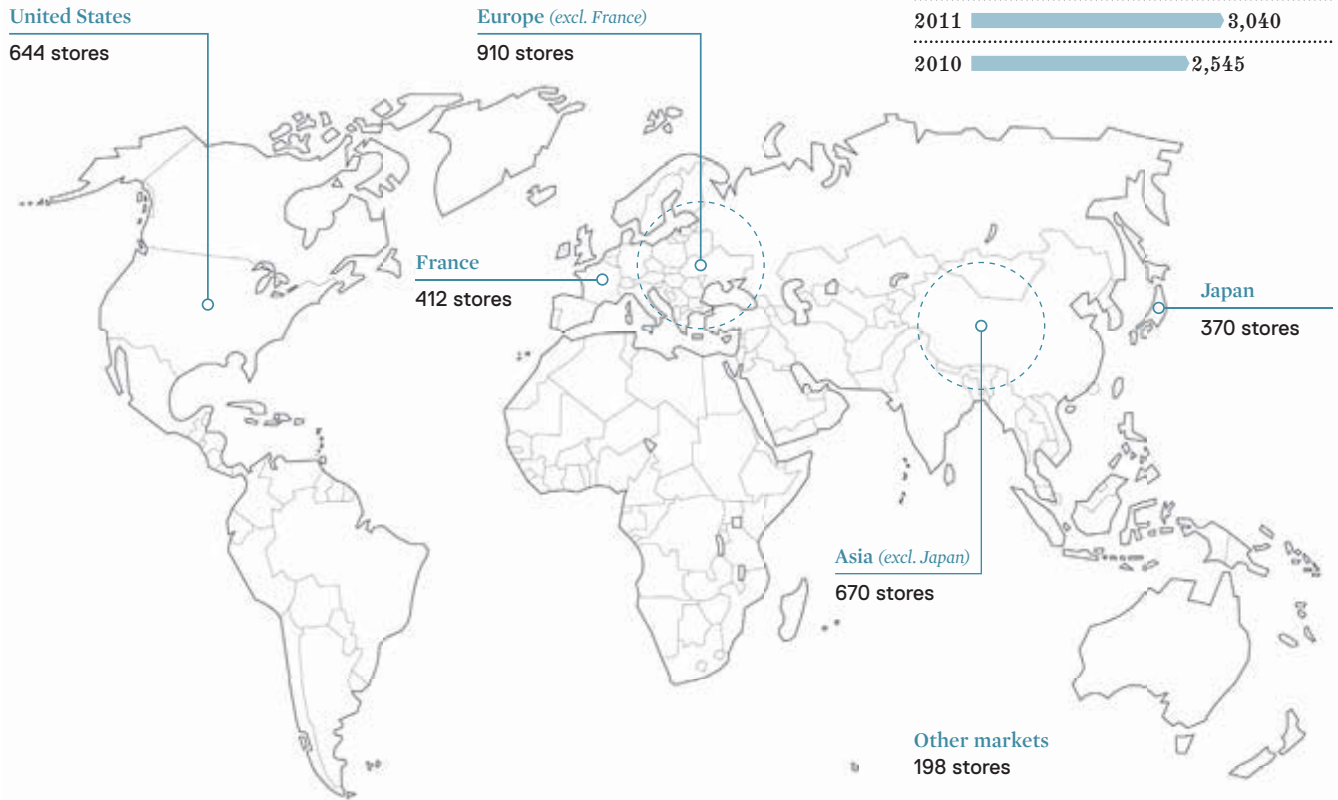 United States
644 stores
Europe (excl. France)
910 stores
2011 3,040
2010 2,545
France
412 stores
Japan
370 stores
Asia (excl. Japan)
670 stores
Other markets
198 stores